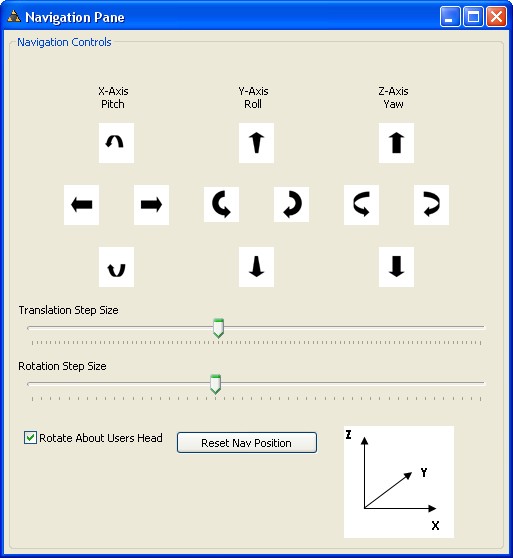 Navigation Pane
Navigation Controls
X-Axis
Pitch
Y-Axis
Roll
Z-Axis
Yaw
Translation Step Size
Rotation Step Size
Rotate About Users Head
Reset Nav Position
Z
Y
X